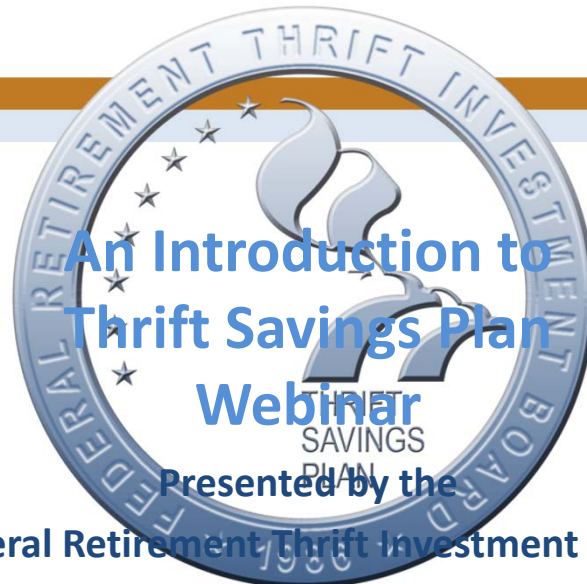 FEDERAL RETIREMENT THRIFT INVESTMENT BOARD
An Introduction to
Thrift Savings Plan
Webinar
THRIFT
SAVINGS
PLAN
Presented by the
eral Retirement Thrift Investment
1986